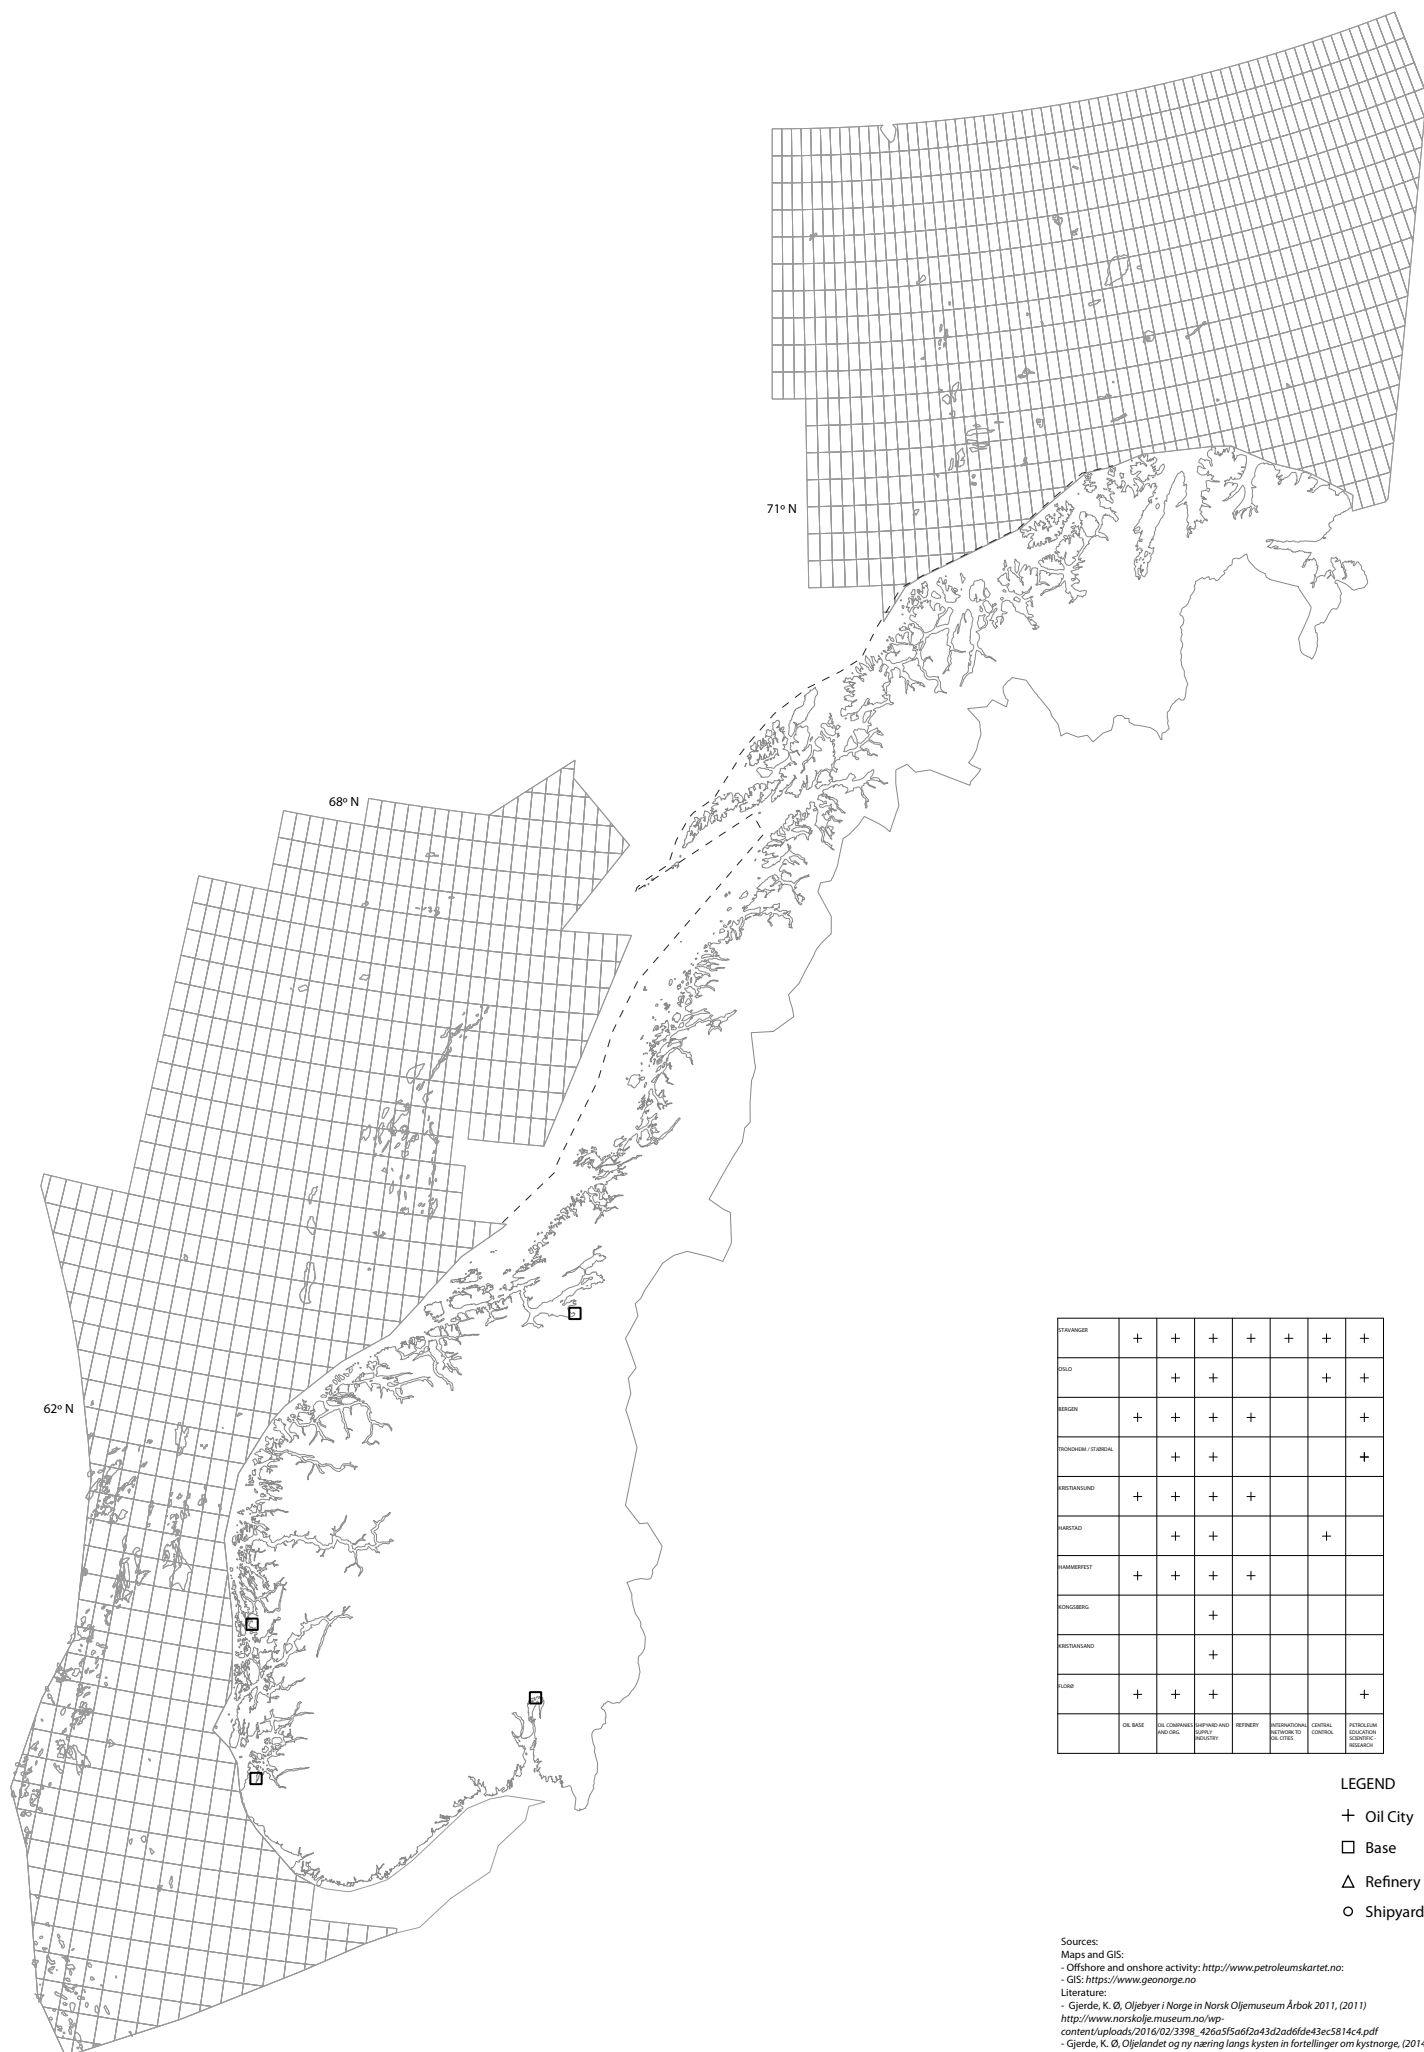 71º N
68º N
62º N
STAVANGER + + + + + + +
OSLO + + + +
BERGEN + + + + +
TRONDHEIM / STJØRDAL + + +
KRISTIANSUND + + + +
HARSTAD + + +
HAMMERFEST + + + +
KONGSBERG +
KRISTIANSAND +
FLORØ + + + +
OIL BASE
OIL COMPANIES
AND ORG.
SHIPYARD AND
SUPPLY
INDUSTRY
REFINERY
INTERNATIONAL
NETWORK TO
OIL CITIES
CENTRAL
CONTROL
PETROLEUM
EDUCATION
SCIENTIFIC -
RESEARCH
LEGEND
+ Oil City
Base
Refinery
Shipyard
Sources:
Maps and GIS:
- Offshore and onshore activity: http://www.petroleumskartet.no:
- GIS: https://www.geonorge.no
Literature:
- Gjerde, K. Ø, Oljebyer i Norge in Norsk Oljemuseum Årbok 2011, (2011)
http://www.norskolje.museum.no/wp-
content/uploads/2016/02/3398_426a5f5a6f2a43d2ad6fde43ec5814c4.pdf
- Gjerde, K. Ø, Oljelandet og ny næring langs kysten in fortellinger om kystnorge, (2014